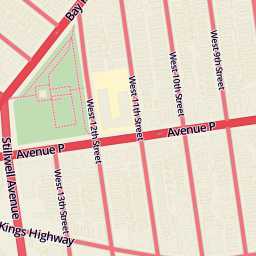 Bay
West 9th Street
West 10th Street
West 11th Street
West 12th Street
Avenue P
Avenue P
Stillwell Avenue
West 13th Street
Kings Highway